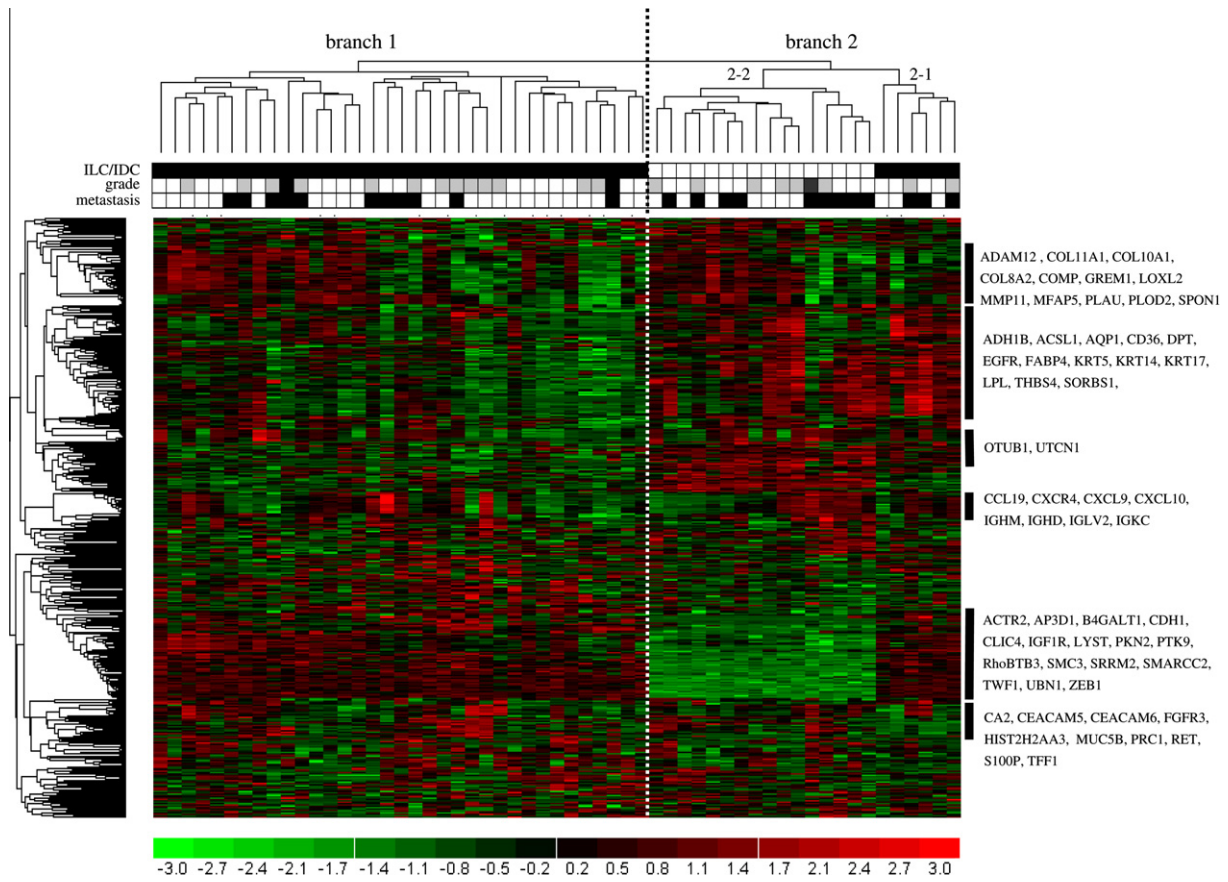 branch 1
branch 2
2-2
2-1
ILC/IDC
grade
metastasis
ADAM12 , COL11A1, COL10A1,
COL8A2, COMP, GREM1, LOXL2
MMP11, MFAP5, PLAU, PLOD2, SPON1
ADH1B, ACSL1, AQP1, CD36, DPT,
EGFR, FABP4, KRT5, KRT14, KRT17,
LPL, THBS4, SORBS1,
OTUB1, UTCN1
CCL19, CXCR4, CXCL9, CXCL10,
IGHM, IGHD, IGLV2, IGKC
ACTR2, AP3D1, B4GALT1, CDH1,
CLIC4, IGF1R, LYST, PKN2, PTK9,
RhoBTB3, SMC3, SRRM2, SMARCC2,
TWF1, UBN1, ZEB1
CA2, CEACAM5, CEACAM6, FGFR3,
HIST2H2AA3, MUC5B, PRC1, RET,
S100P, TFF1
-3.0 -2.7 -2.4 -2.1 -1.7 -1.4 -1.1 -0.8 -0.5 -0.2 0.2 0.5 0.8 1.1 1.4 1.7 2.1 2.4 2.7 3.0